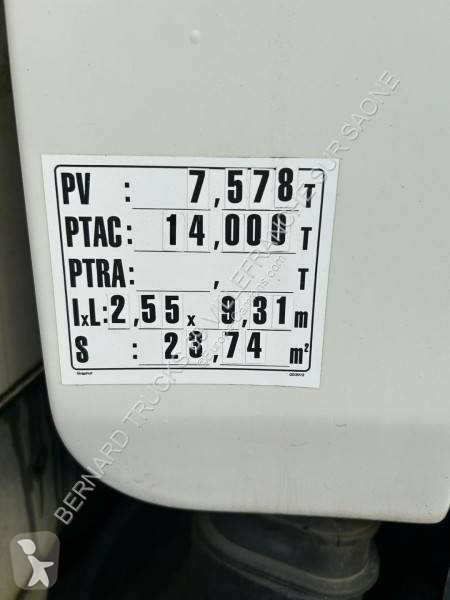 PV : 7,578 T
PTAC: 14,000 T
PTRA: , T
lxL: 2,55 x 9,31 m
S : 23,74 m²
BERNARD TRUCKS VILLEFRANCHE SUR SAONE